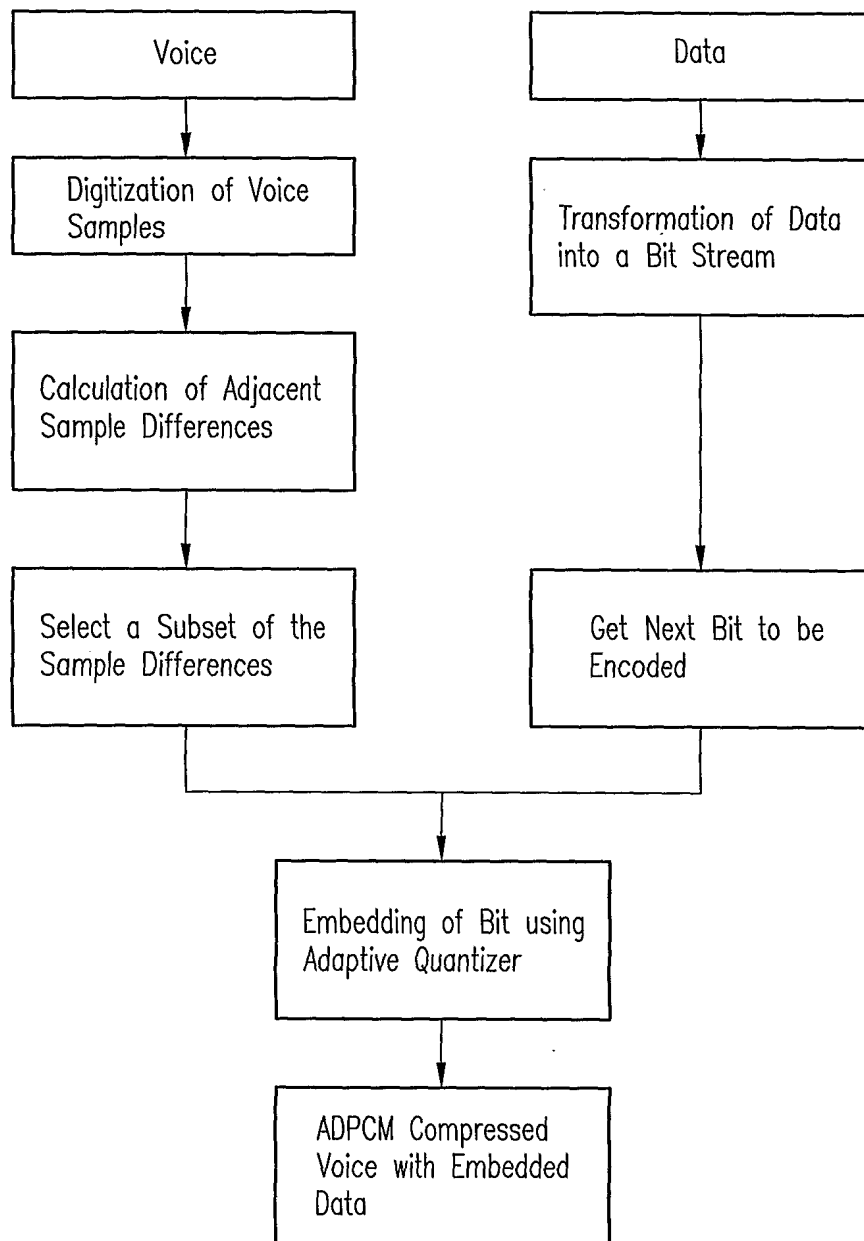 Voice
Data
Digitization of Voice
Samples
Transformation of Data
into a Bit Stream
Calculation of Adjacent
Sample Differences
Select a Subset of the
Sample Differences
Get Next Bit to be
Encoded
Embedding of Bit using
Adaptive Quantizer
ADPCM Compressed
Voice with Embedded
Data